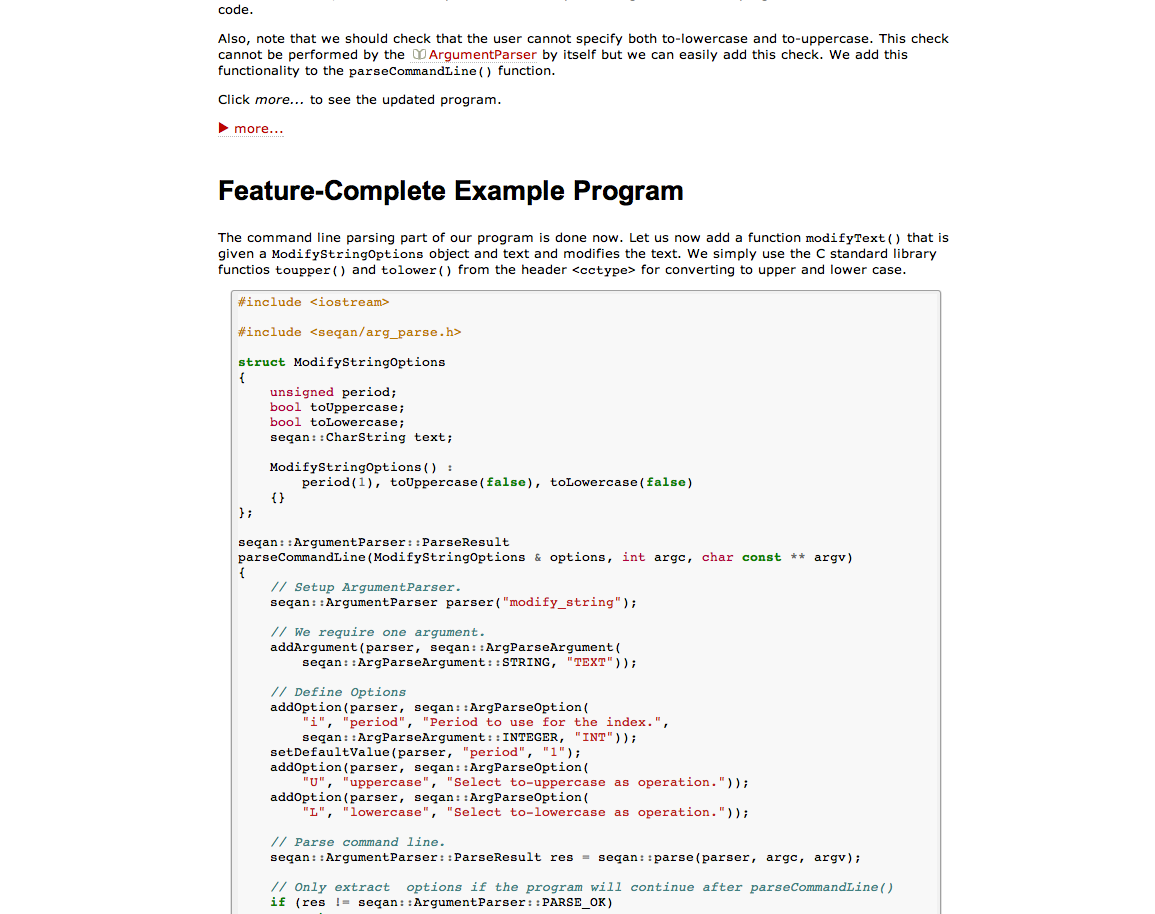 code.
Also, note that we should check that the user cannot specify both to-lowercase and to-uppercase. This check
cannot be performed by the ArgumentParser by itself but we can easily add this check. We add this
functionality to the parseCommandLine() function.
Click more... to see the updated program.
more...
Feature-Complete Example Program
The command line parsing part of our program is done now. Let us now add a function modifyText() that is
given a ModifyStringOptions object and text and modifies the text. We simply use the C standard library
functios toupper() and tolower() from the header <cctype> for converting to upper and lower case.
#include <iostream>
#include <seqan/arg_parse.h>
struct ModifyStringOptions
{
    unsigned period;
    bool toUppercase;
    bool toLowercase;
    seqan::CharString text;
    ModifyStringOptions() :
        period(1), toUppercase(false), toLowercase(false)
    {}
};
seqan::ArgumentParser::ParseResult
parseCommandLine(ModifyStringOptions & options, int argc, char const ** argv)
{
    // Setup ArgumentParser.
    seqan::ArgumentParser parser("modify_string");
    // We require one argument.
    addArgument(parser, seqan::ArgParseArgument(
        seqan::ArgParseArgument::STRING, "TEXT"));
    // Define Options
    addOption(parser, seqan::ArgParseOption(
        "i", "period", "Period to use for the index.",
        seqan::ArgParseArgument::INTEGER, "INT"));
    setDefaultValue(parser, "period", "1");
    addOption(parser, seqan::ArgParseOption(
        "U", "uppercase", "Select to-uppercase as operation."));
    addOption(parser, seqan::ArgParseOption(
        "L", "lowercase", "Select to-lowercase as operation."));
    // Parse command line.
    seqan::ArgumentParser::ParseResult res = seqan::parse(parser, argc, argv);
    // Only extract  options if the program will continue after parseCommandLine()
    if (res != seqan::ArgumentParser::PARSE_OK)